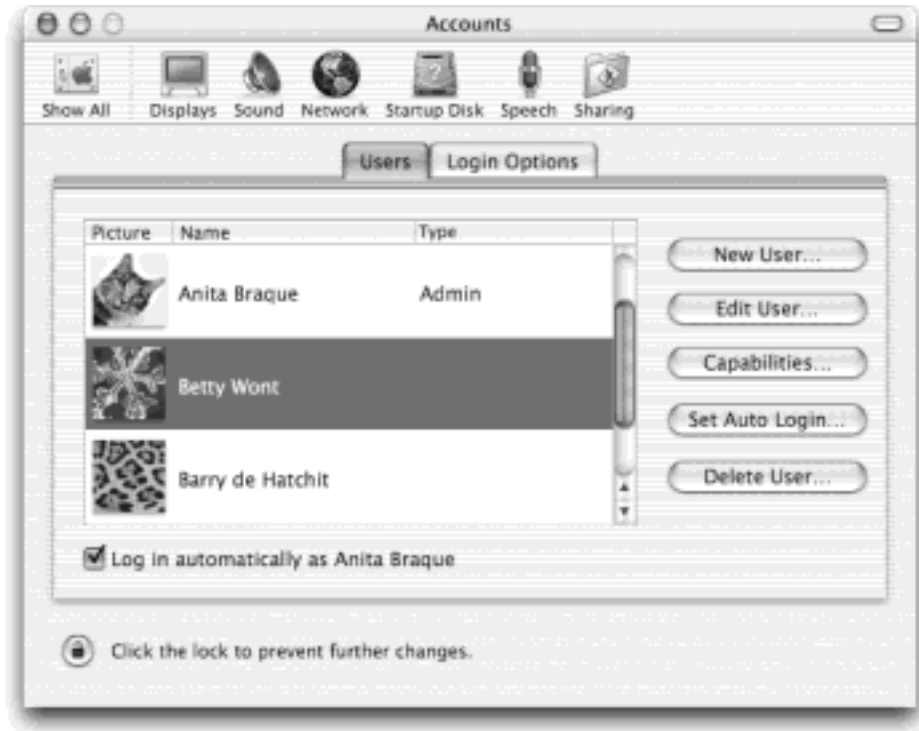 Accounts
Show All Displays Sound Network Startup Disk Speech Sharing
Users Login Options
Picture Name Type
Anita Braque Admin
Betty Wont
Barry de Hatchit
New User...
Edit User...
Capabilities...
Set Auto Login...
Delete User...
Log in automatically as Anita Braque
Click the lock to prevent further changes.